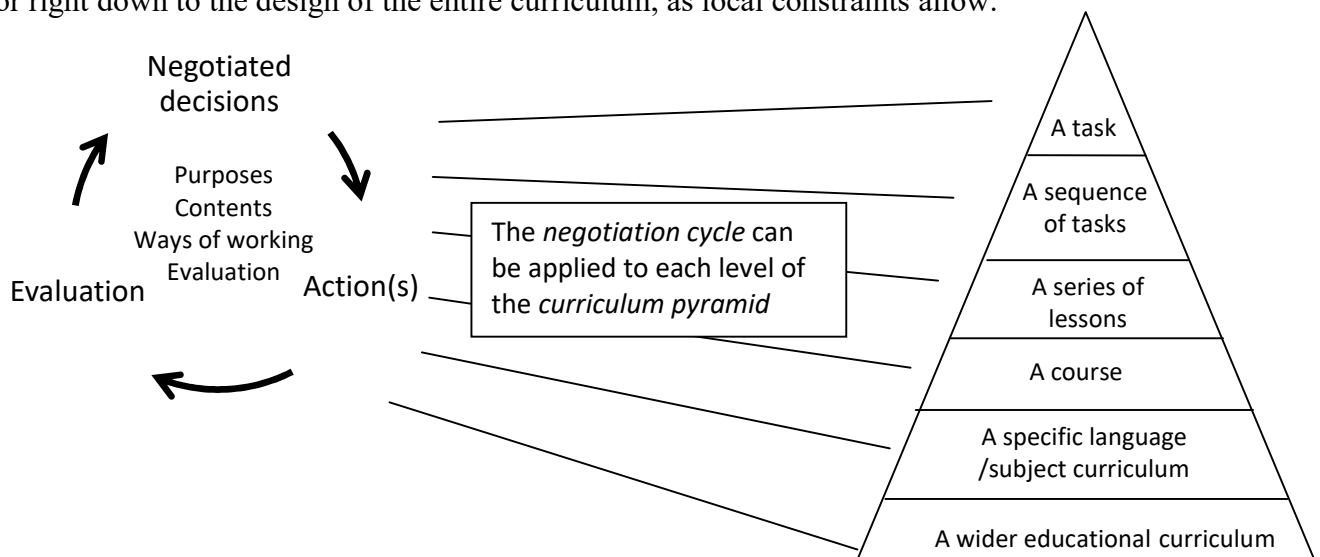 or right down to the design of the entire curriculum, as local constraints allow.
Negotiated
decisions
Purposes
Contents
Ways of working
Evaluation
Evaluation
Action(s)
The negotiation cycle can
be applied to each level of
the curriculum pyramid
A task
A sequence
of tasks
A series of
lessons
A course
A specific language
/subject curriculum
A wider educational curriculum